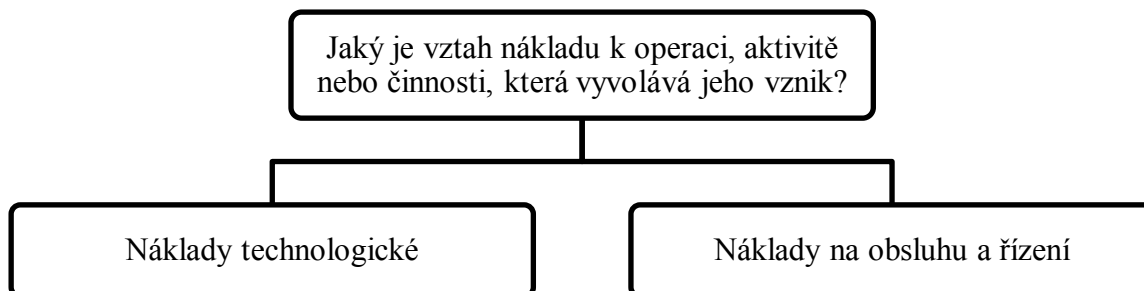 Jaký je vztah nákladu k operaci, aktivitě
nebo činnosti, která vyvolává jeho vznik?
Náklady technologické
Náklady na obsluhu a řízení